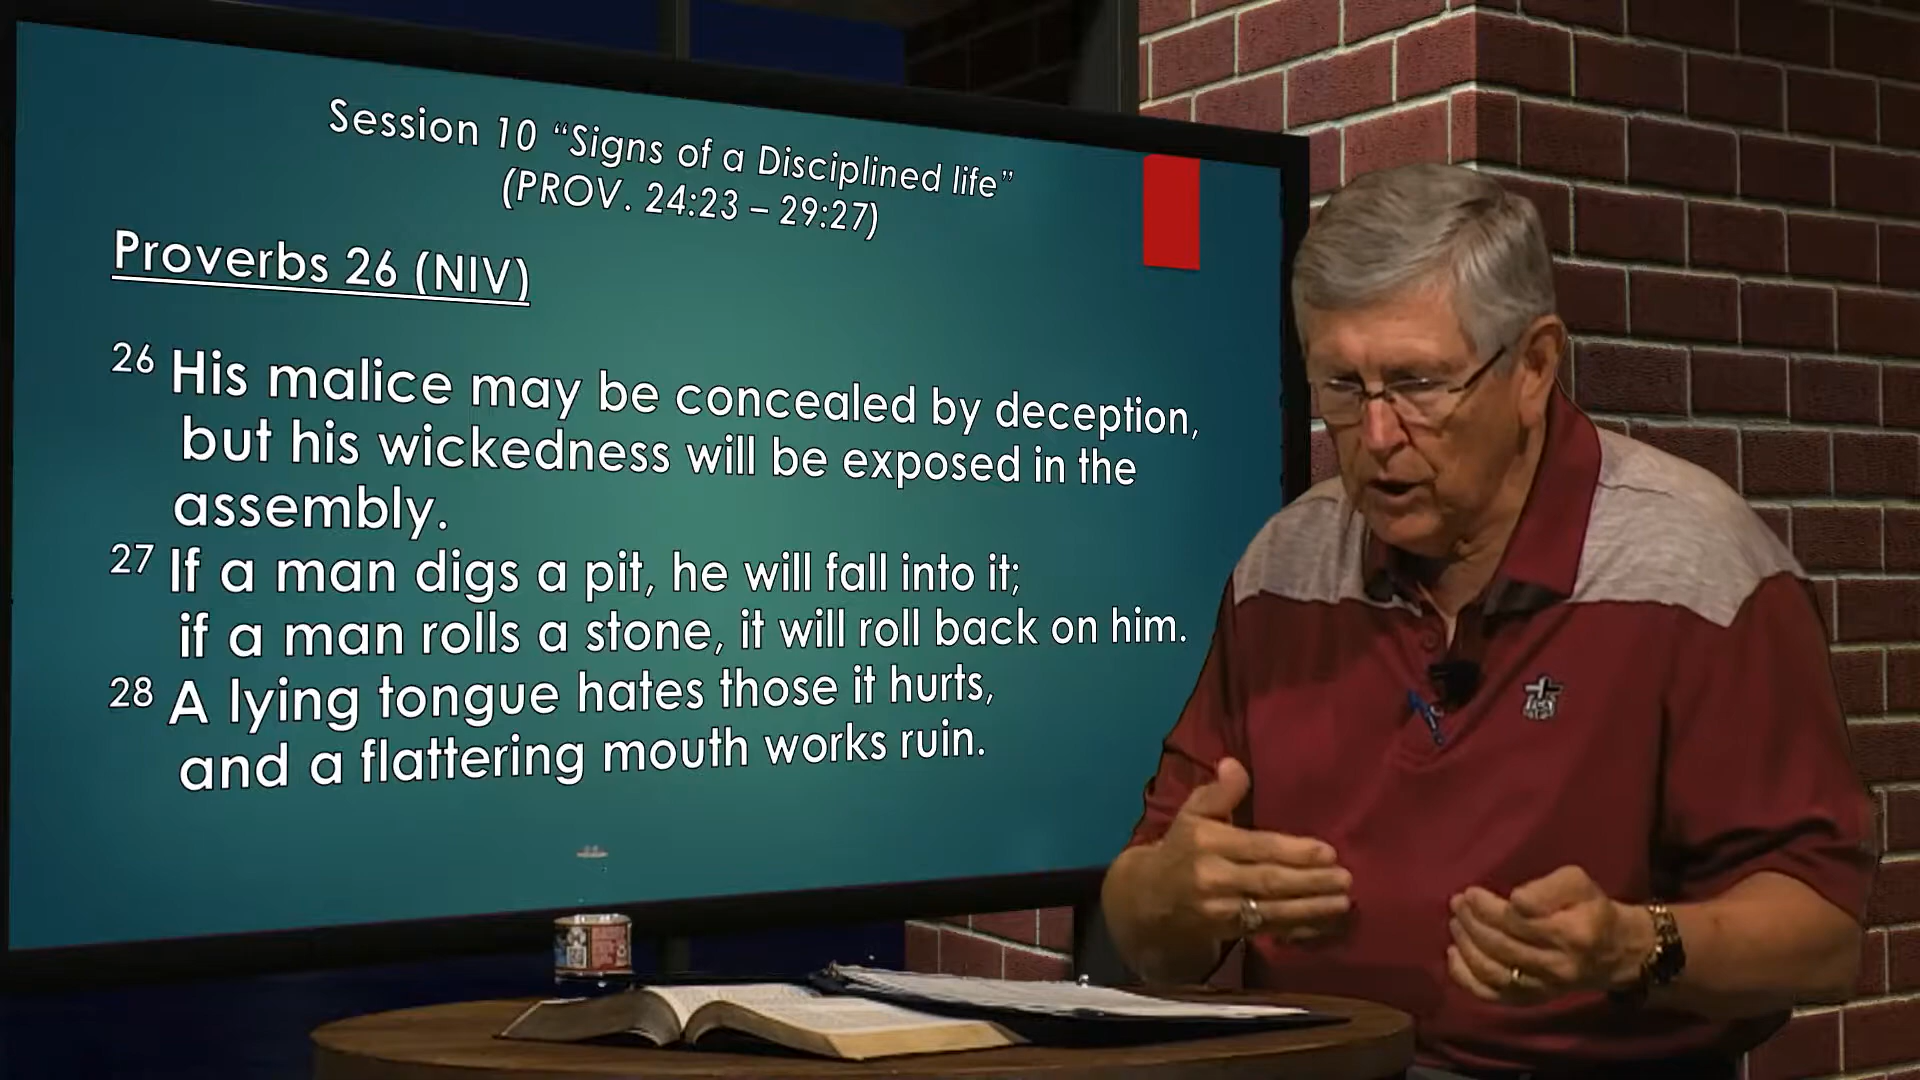 Session 10 “Signs of a Disciplined life”
(PROV. 24:23 – 29:27)
Proverbs 26 (NIV)
26 His malice may be concealed by deception,
but his wickedness will be exposed in the
assembly.
27 If a man digs a pit, he will fall into it;
if a man rolls a stone, it will roll back on him.
28 A lying tongue hates those it hurts,
and a flattering mouth works ruin.